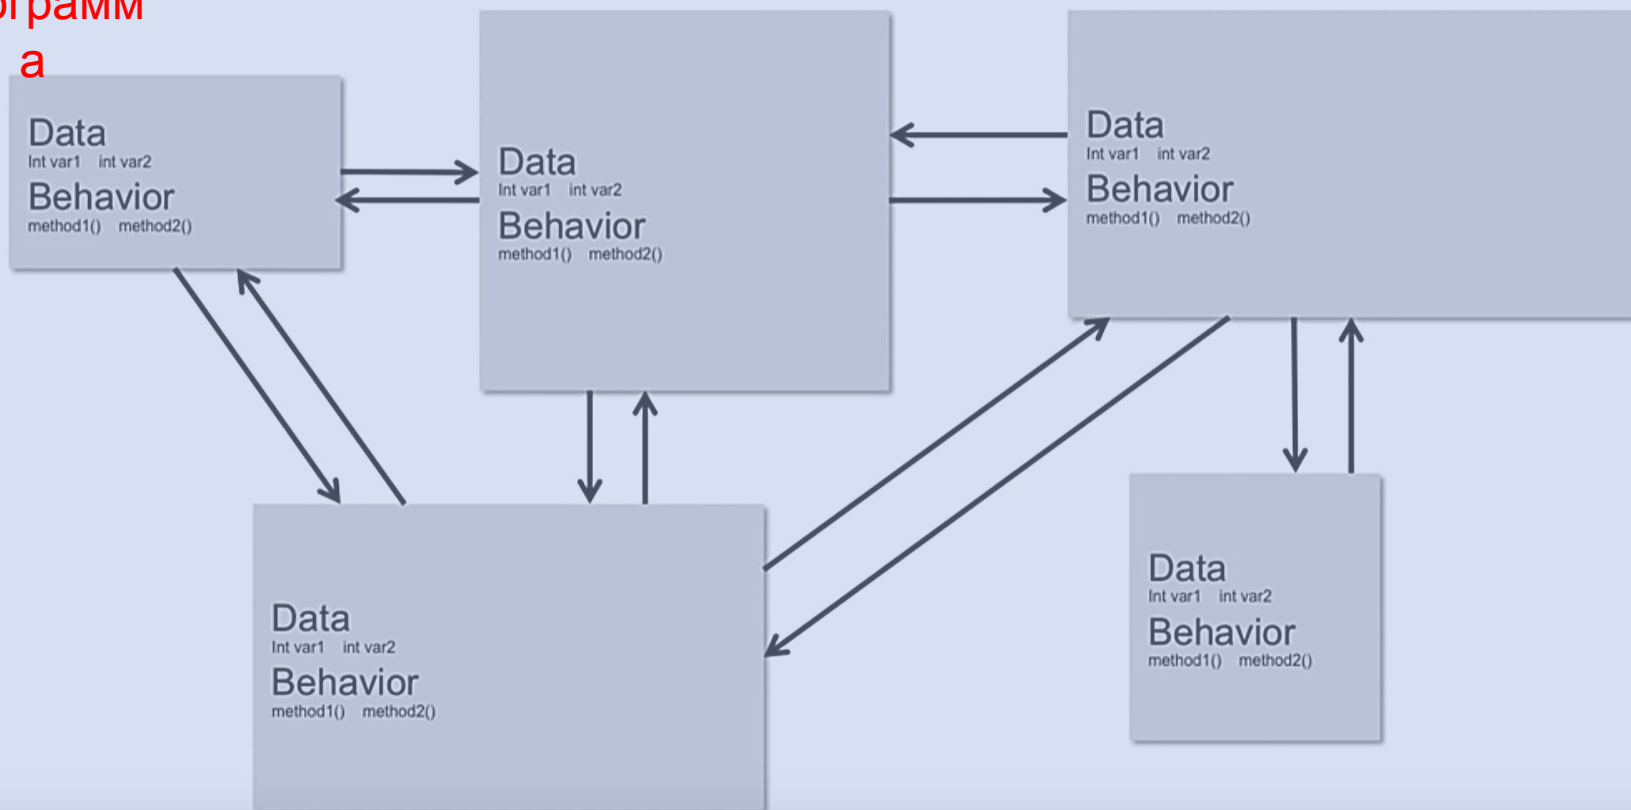 ограмм
а
Data
Int var1 int var2
Behavior
method1() method2()
Data
Int var1 int var2
Behavior
method1() method2()
Data
Int var1 int var2
Behavior
method1() method2()
Data
Int var1 int var2
Behavior
method1() method2()
Data
Int var1 int var2
Behavior
method1() method2()